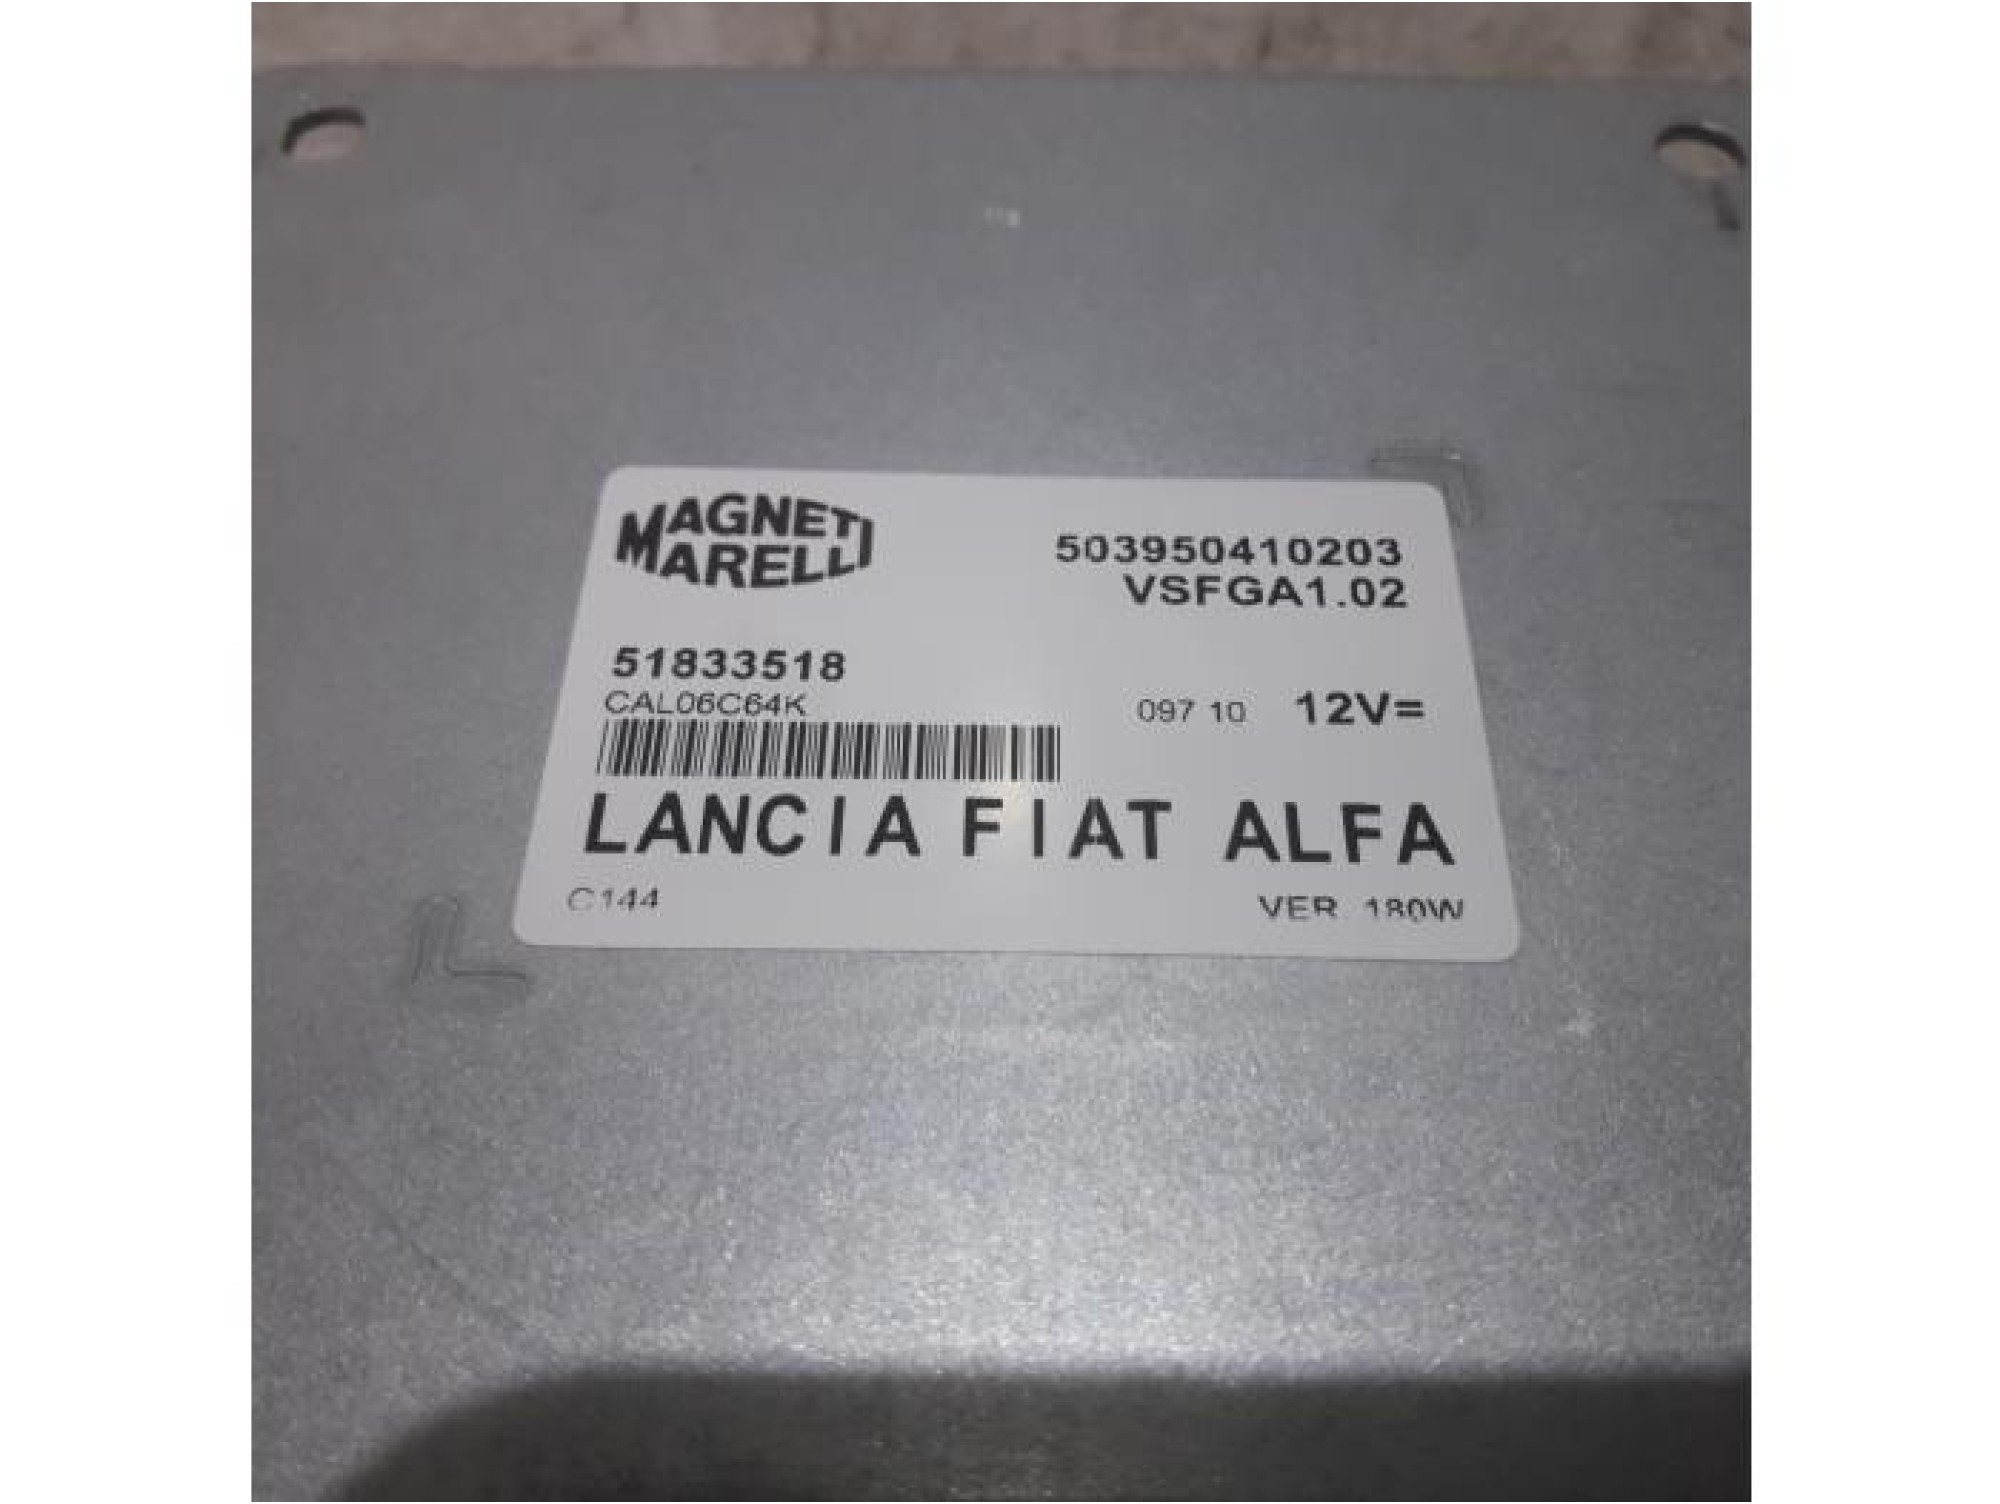 MAGNETI
MARELLI
503950410203
VSFGA1.02
51833518
CAL06C64K
097 10 12V=
LANCIA FIAT ALFA
C144
VER. 180W